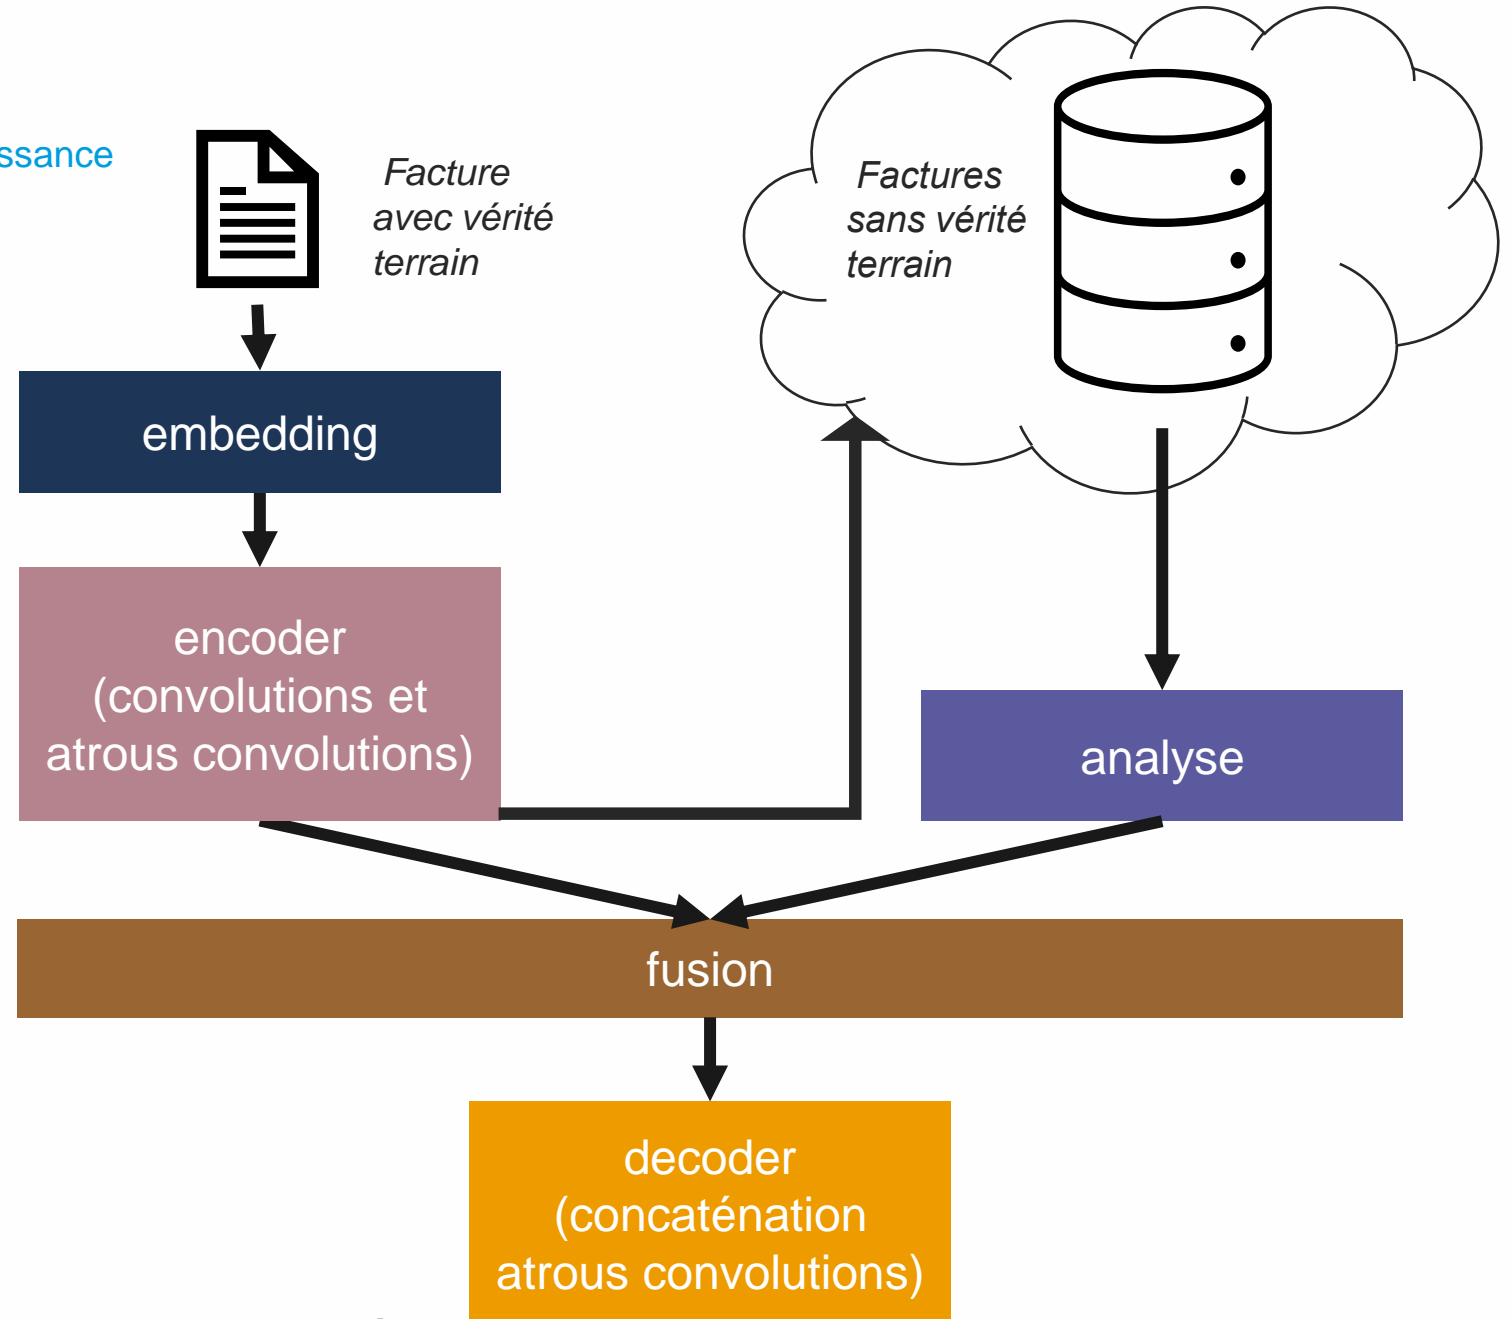 ssance
Facture
avec vérité
terrain
Factures
sans vérité
terrain
embedding
encoder
(convolutions et
atrous convolutions)
analyse
fusion
decoder
(concaténation
atrous convolutions)